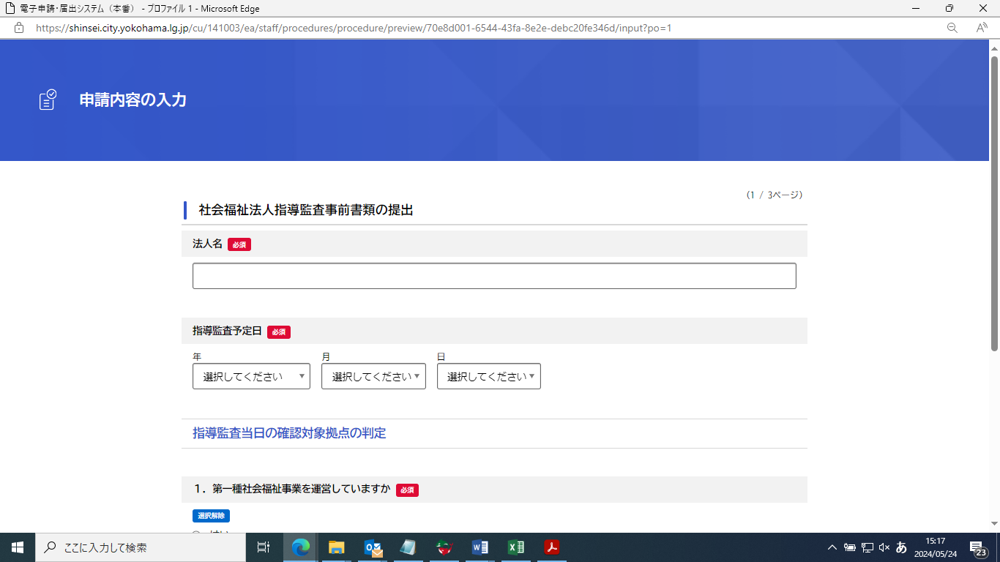 電子申請・届出システム（本番） - プロファイル 1 - Microsoft Edge
https://shinsei.city.yokohama.lg.jp/cu/141003/ea/staff/procedures/procedure/preview/70e8d001-6544-43fa-8e2e-debc20fe346d/input?po=1
申請内容の入力
（1 / 3ページ）
社会福祉法人指導監査事前書類の提出
法人名 必須
指導監査予定日 必須
年 月 日
選択してください 選択してください 選択してください
指導監査当日の確認対象拠点の判定
１．第一種社会福祉事業を運営していますか 必須
選択解除
ここに入力して検索
あ
15:17
2024/05/24
23